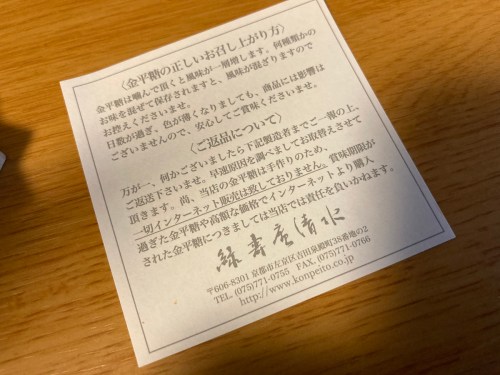 〈金平糖の正しいお召し上がり方〉
金平糖は噛んで頂くと風味が一層増します。何種類かの
お味を混ぜて保存されますと、風味が混ざりますので
お控えくださいませ。
日数が過ぎ、色が薄くなりましても、商品には影響は
ございませんので、安心してご賞味くださいませ。
〈ご返品について〉
万が一、何かございましたら下記製造者までご一報の上、
ご返送下さいませ。早速原因を調べましてお取替えさせて
頂きます。尚、当店の金平糖は手作りのため、
一切インターネット販売は致しておりません。賞味期限が
過ぎた金平糖や高額な価格でインターネットより購入
された金平糖につきましては当店では責任を負いかねます。
緑寿庵清水
〒606-8301 京都市左京区吉田泉殿町38番地の2
TEL. (075)771-0755 FAX. (075)771-0766
http://www.konpeito.co.jp